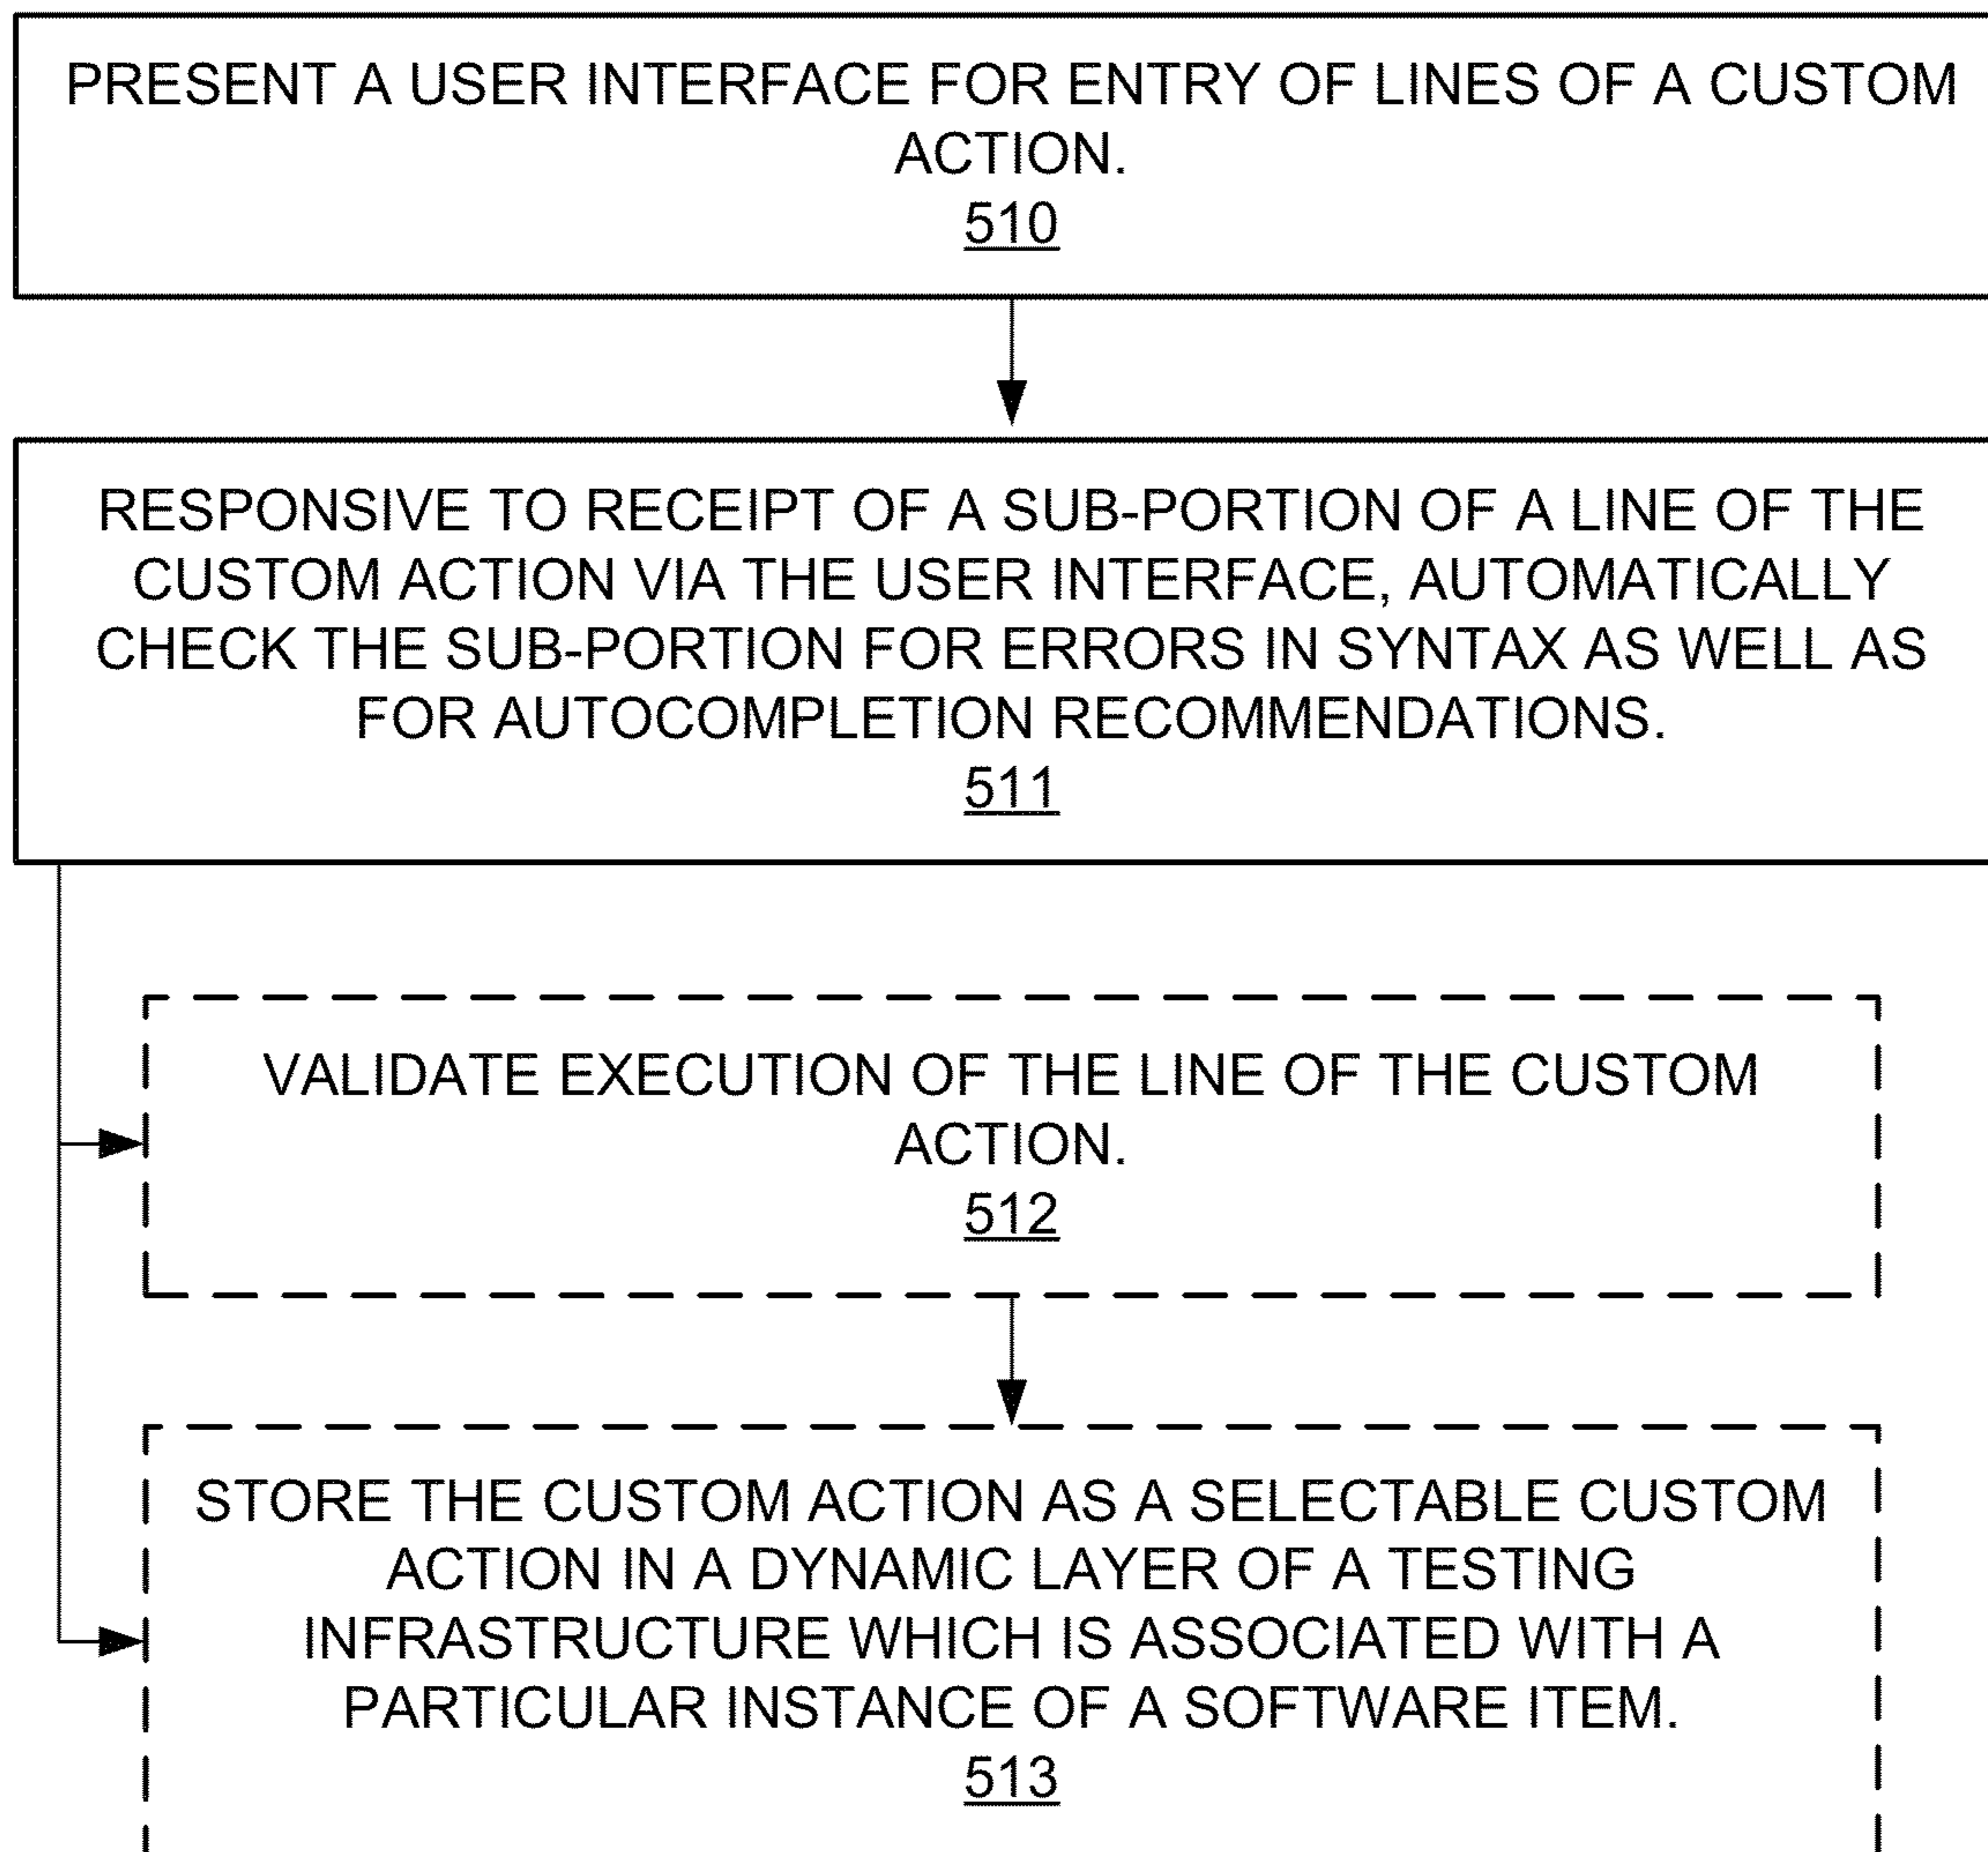 PRESENT A USER INTERFACE FOR ENTRY OF LINES OF A CUSTOM
ACTION.
510
RESPONSIVE TO RECEIPT OF A SUB-PORTION OF A LINE OF THE
CUSTOM ACTION VIA THE USER INTERFACE, AUTOMATICALLY
CHECK THE SUB-PORTION FOR ERRORS IN SYNTAX AS WELL AS
FOR AUTOCOMPLETION RECOMMENDATIONS.
511
VALIDATE EXECUTION OF THE LINE OF THE CUSTOM
ACTION.
512
STORE THE CUSTOM ACTION AS A SELECTABLE CUSTOM
ACTION IN A DYNAMIC LAYER OF A TESTING
INFRASTRUCTURE WHICH IS ASSOCIATED WITH A
PARTICULAR INSTANCE OF A SOFTWARE ITEM.
513